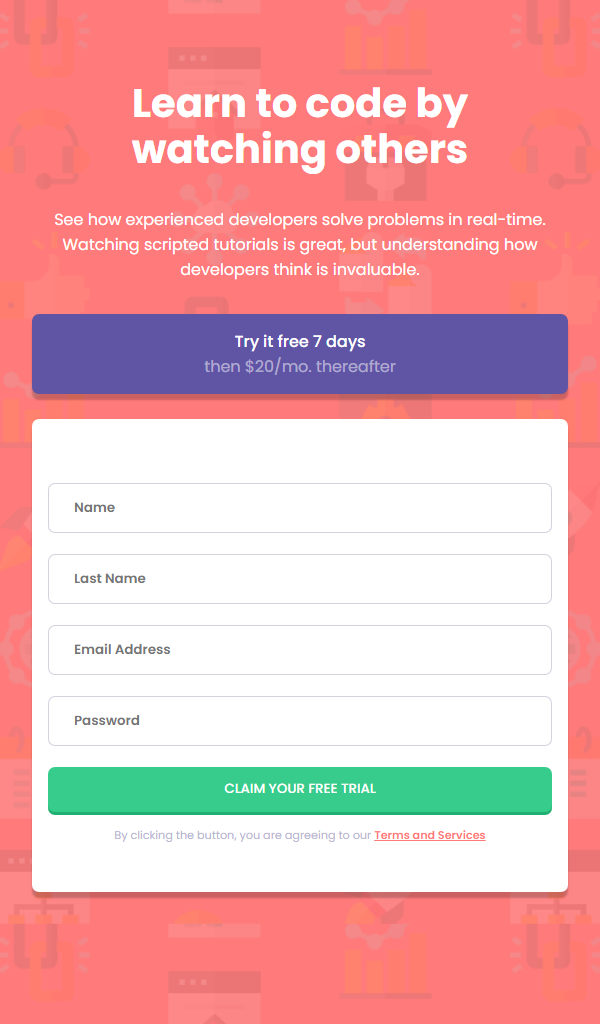 Learn to code by
watching others
See how experienced developers solve problems in real-time.
Watching scripted tutorials is great, but understanding how
developers think is invaluable.
Try it free 7 days
then $20/mo. thereafter
Name
Last Name
Email Address
Password
CLAIM YOUR FREE TRIAL
By clicking the button, you are agreeing to our Terms and Services